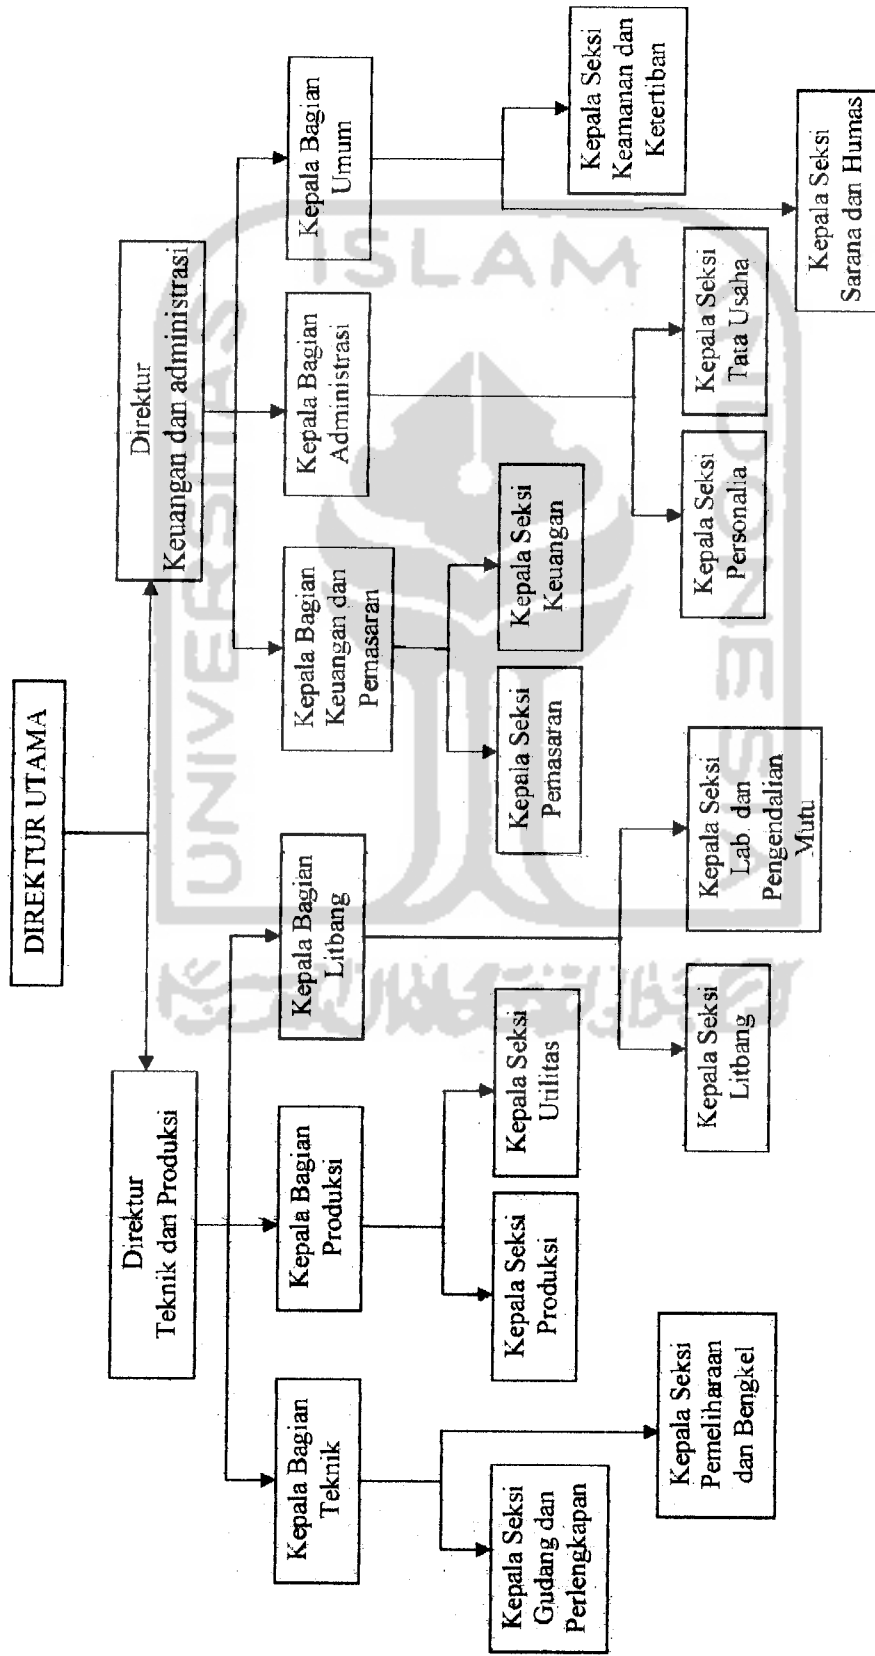 DIREKTUR UTAMA
Direktur
Teknik dan Produksi
Direktur
Keuangan dan administrasi
Kepala Bagian
Teknik
Kepala Bagian
Produksi
Kepala Bagian
Litbang
Kepala Bagian
Keuangan dan
Pemasaran
Kepala Bagian
Administrasi
Kepala Bagian
Umum
Kepala Seksi
Gudang dan
Perlengkapan
Kepala Seksi
Pemeliharaan
dan Bengkel
Kepala Seksi
Produksi
Kepala Seksi
Utilitas
Kepala Seksi
Litbang
Kepala Seksi
Lab. dan
Pengendalian
Mutu
Kepala Seksi
Pemasaran
Kepala Seksi
Keuangan
Kepala Seksi
Personalia
Kepala Seksi
Tata Usaha
Kepala Seksi
Keamanan dan
Ketertiban
Kepala Seksi
Sarana dan Humas
UNIVERSITAS
ISLAM
INDONESIA